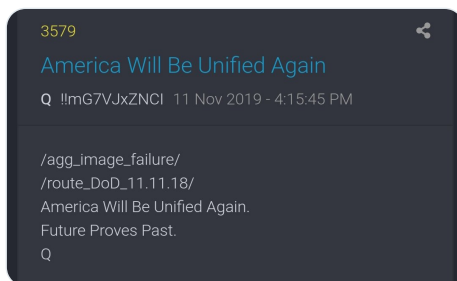 3579
America Will Be Unified Again
Q !!mG7VJxZNCI 11 Nov 2019 - 4:15:45 PM
/agg_image_failure/
/route_DoD_11.11.18/
America Will Be Unified Again.
Future Proves Past.
Q